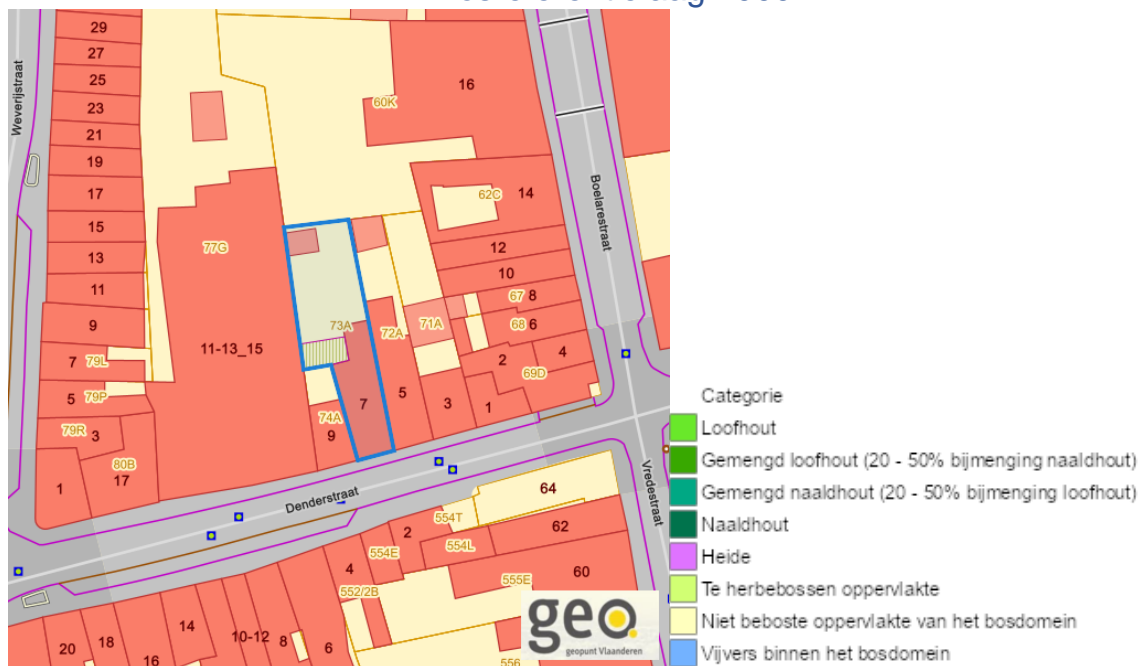 29
27
25
23
21
19
17
15
13
11
9
7 79L
5 79P
79R 3
1
80B
17
Weverijstraat
77G
11-13_15
60K
16
62C
14
12
10
67 8
68 6
2
4
69D
1
3
71A
72A
5
73A
7
74A
9
Boelarestraat
Denderstraat
Vredestraat
64
554T
62
554L
2
554E
4
552/2B
555E
60
556
20
18
16
14
10-12
8
6
geo.
geopunt Vlaanderen
Categorie
Loofhout
Gemengd loofhout (20 - 50% bijmenging naaldhout)
Gemengd naaldhout (20 - 50% bijmenging loofhout)
Naaldhout
Heide
Te herbebossen oppervlakte
Niet beboste oppervlakte van het bosdomein
Vijvers binnen het bosdomein